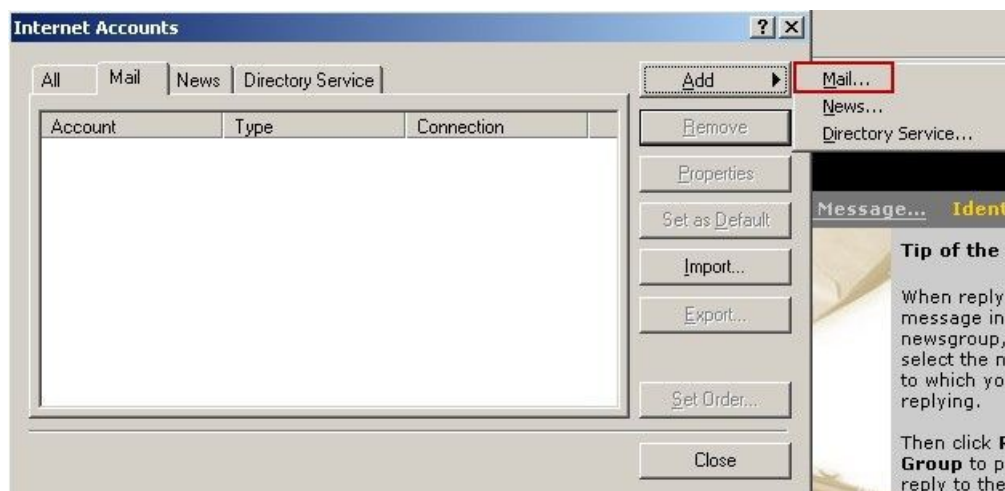 Internet Accounts
All Mail News Directory Service
Account Type Connection
Add
Remove
Properties
Set as Default
Import...
Export...
Set Order...
Close
Mail...
News...
Directory Service...
Message...
Tip of the
When reply
message in
newsgroup,
select the n
to which yo
replying.
Then click
Group to p
reply to the